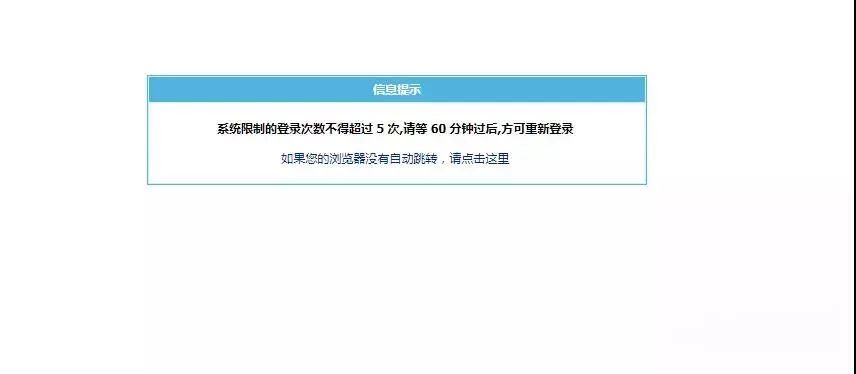 信息提示
系统限制的登录次数不得超过 5 次,请等 60 分钟过后,方可重新登录
如果您的浏览器没有自动跳转，请点击这里